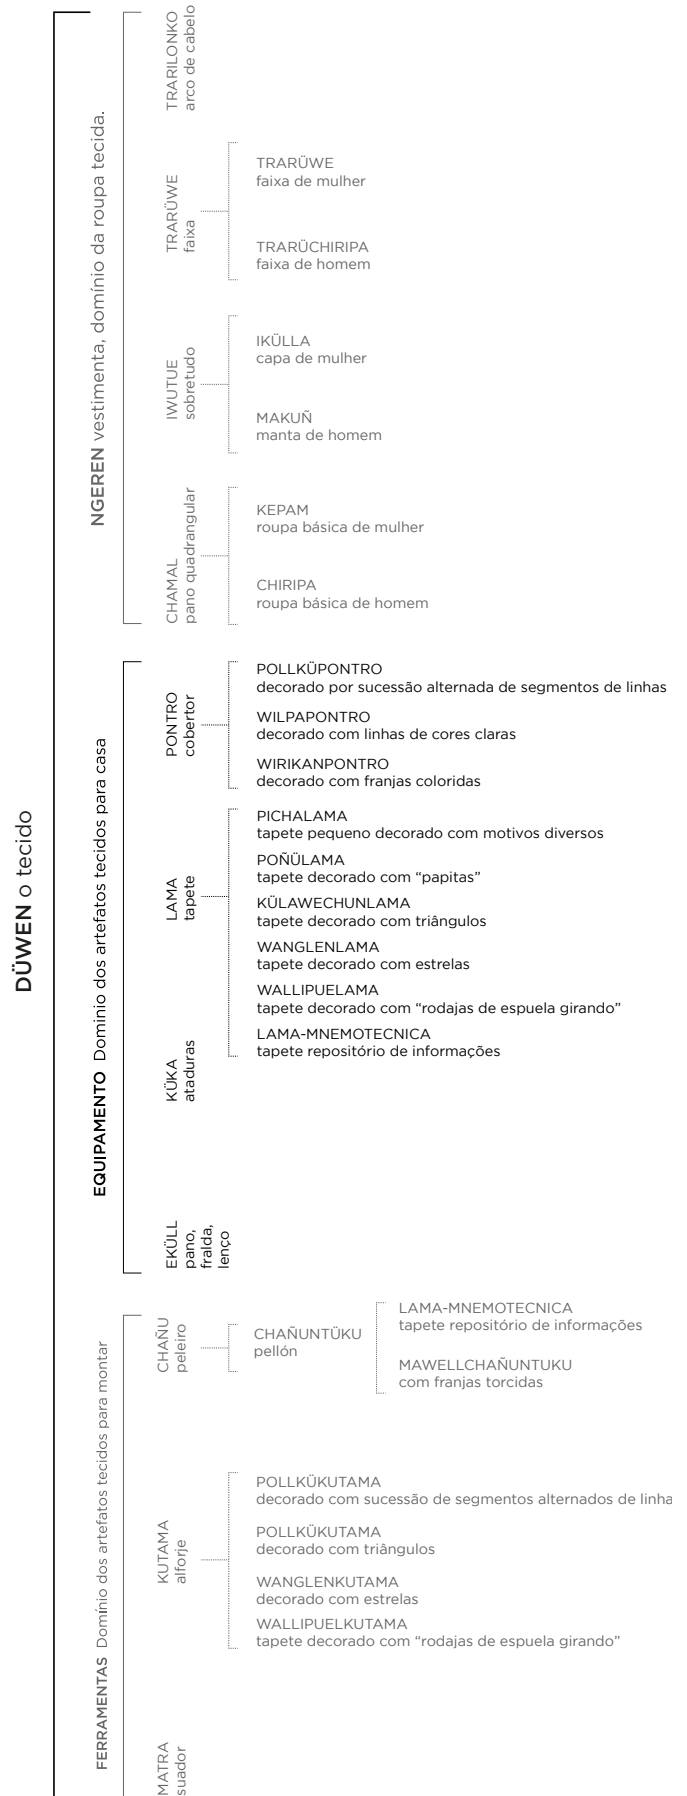 DÜWEN o tecido
NGEREN vestimenta, domínio da roupa tecida.
TRARILONKO
arco de cabelo
TRARÜWE
faixa
TRARÜWE
faixa de mulher
TRARÜCHIRIPA
faixa de homem
IWUTUE
sobretudo
IKÜLLA
capa de mulher
MAKUÑ
manta de homem
CHAMAL
pano quadrangular
KEPAM
roupa básica de mulher
CHIRIPA
roupa básica de homem
EQUIPAMENTO Dominio dos artefatos tecidos para casa
PONTRO
cobertor
POLLKÜPONTRO
decorado por sucessão alternada de segmentos de linhas
WILPAPONTRO
decorado com linhas de cores claras
WIRIKANPONTRO
decorado com franjas coloridas
LAMA
tapete
PICHALAMA
tapete pequeno decorado com motivos diversos
POÑÜLAMA
tapete decorado com “papitas”
KÜLAWECHUNLAMA
tapete decorado com triângulos
WANGLENLAMA
tapete decorado com estrelas
WALLIPUELAMA
tapete decorado com “rodajas de espuela girando”
LAMA-MNEMOTECNICA
tapete repositório de informações
KÜKA
ataduras
EKÜLL
pano,
fralda,
lenço
FERRAMENTAS Domínio dos artefatos tecidos para montar
CHAÑU
peleiro
CHAÑUNTÜKU
pellón
LAMA-MNEMOTECNICA
tapete repositório de informações
MAWELLCHAÑUNTUKU
com franjas torcidas
KUTAMA
alforje
POLLKÜKUTAMA
decorado com sucessão de segmentos alternados de linha
POLLKÜKUTAMA
decorado com triângulos
WANGLENKUTAMA
decorado com estrelas
WALLIPUELKUTAMA
tapete decorado com “rodajas de espuela girando”
MATRA
suador